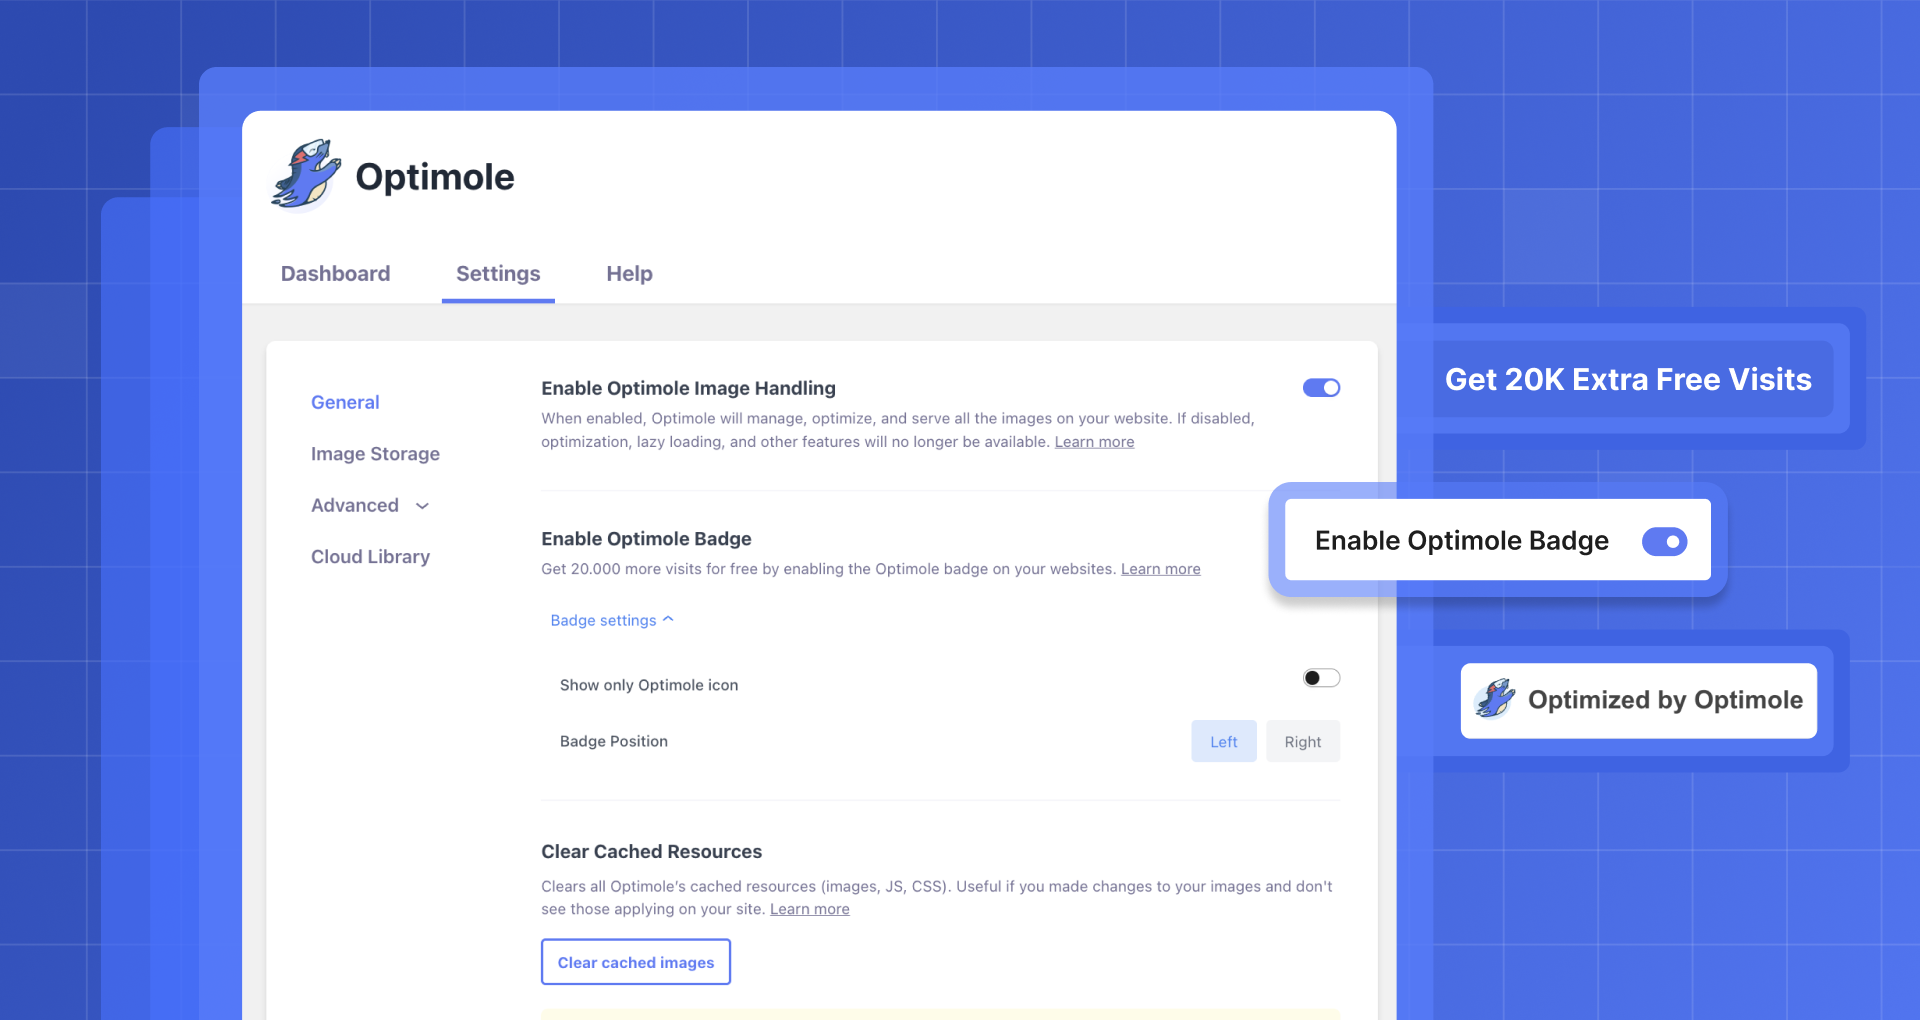 Optimole
Dashboard
Settings
Help
General
Image Storage
Advanced
Cloud Library
Enable Optimole Image Handling
When enabled, Optimole will manage, optimize, and serve all the images on your website. If disabled,
optimization, lazy loading, and other features will no longer be available. Learn more
Enable Optimole Badge
Get 20.000 more visits for free by enabling the Optimole badge on your websites. Learn more
Badge settings
Show only Optimole icon
Badge Position
Left
Right
Clear Cached Resources
Clears all Optimole's cached resources (images, JS, CSS). Useful if you made changes to your images and don't
see those applying on your site. Learn more
Clear cached images
Get 20K Extra Free Visits
Enable Optimole Badge
Optimized by Optimole